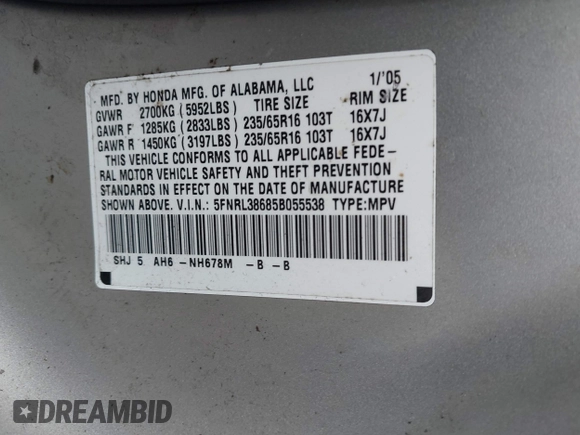 MFD. BY HONDA MFG. OF ALABAMA, LLC 1/'05
GVWR 2700KG (5952LBS) TIRE SIZE RIM SIZE
GAWR F 1285KG (2833LBS) 235/65R16 103T 16X7J
GAWR R 1450KG (3197LBS) 235/65R16 103T 16X7J
THIS VEHICLE CONFORMS TO ALL APPLICABLE FEDE-
RAL MOTOR VEHICLE SAFETY AND THEFT PREVENTION
STANDARDS IN EFFECT ON THE DATE OF MANUFACTURE
SHOWN ABOVE. V.I.N.: 5FNRL38685B055538 TYPE:MPV
SHJ 5 AH6 -NH678M -B -B
DREAMBID